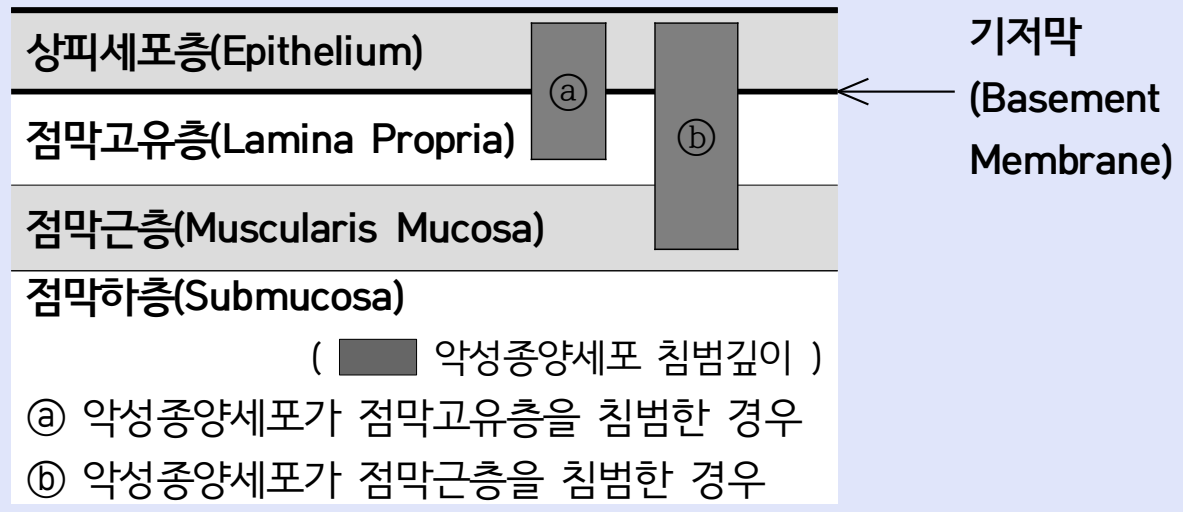 상피세포층(Epithelium)
ⓐ
기저막
(Basement
Membrane)
점막고유층(Lamina Propria)
ⓑ
점막근층(Muscularis Mucosa)
점막하층(Submucosa)
( 악성종양세포 침범깊이 )
ⓐ 악성종양세포가 점막고유층을 침범한 경우
ⓑ 악성종양세포가 점막근층을 침범한 경우